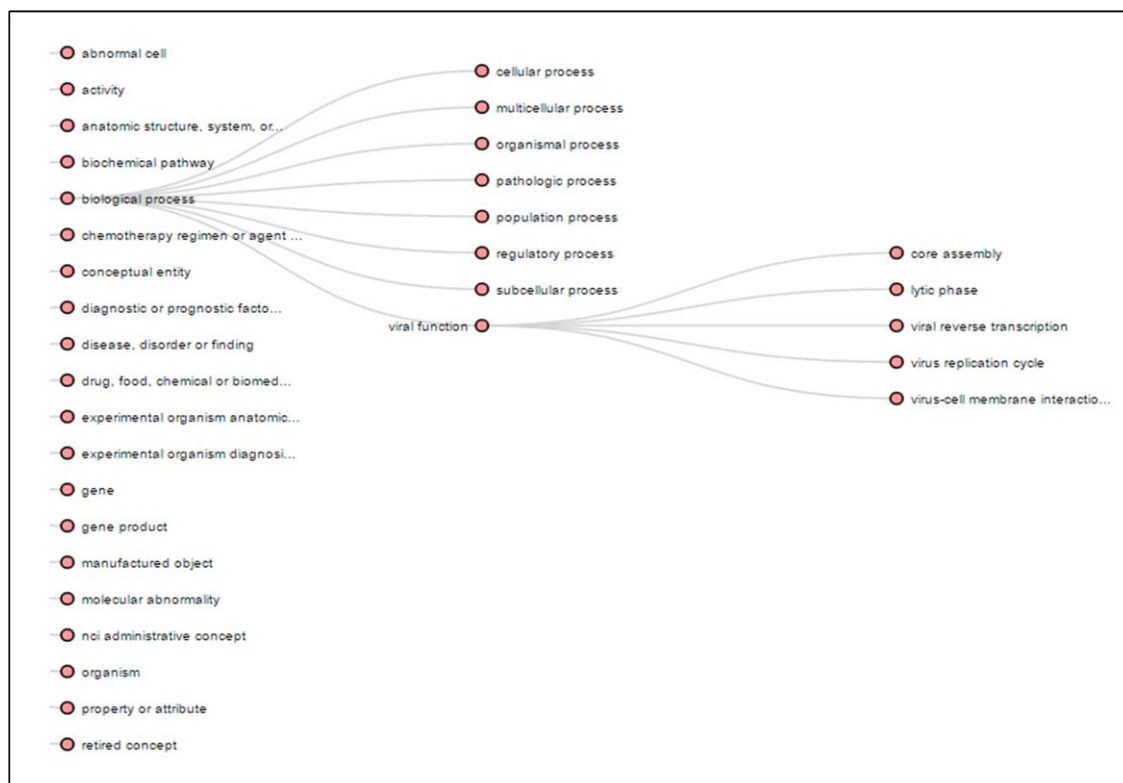 abnormal cell
activity
anatomic structure, system, or...
biochemical pathway
biological process
chemotherapy regimen or agent ...
conceptual entity
diagnostic or prognostic facto...
disease, disorder or finding
drug, food, chemical or biomed...
experimental organism anatomic...
experimental organism diagnosi...
gene
gene product
manufactured object
molecular abnormality
nci administrative concept
organism
property or attribute
retired concept
cellular process
multicellular process
organismal process
pathologic process
population process
regulatory process
subcellular process
viral function
core assembly
lytic phase
viral reverse transcription
virus replication cycle
virus-cell membrane interactio...